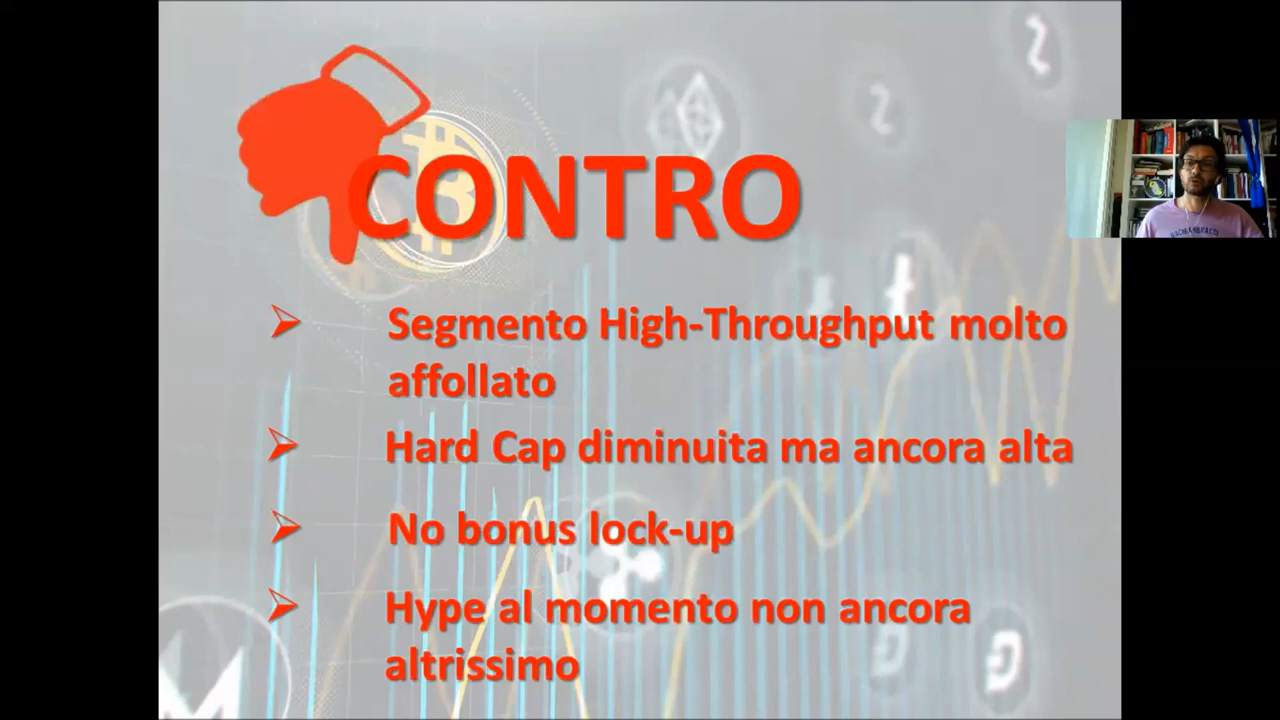 CONTRO
Segmento High-Throughput molto
affollato
Hard Cap diminuita ma ancora alta
No bonus lock-up
Hype al momento non ancora
altrissimo